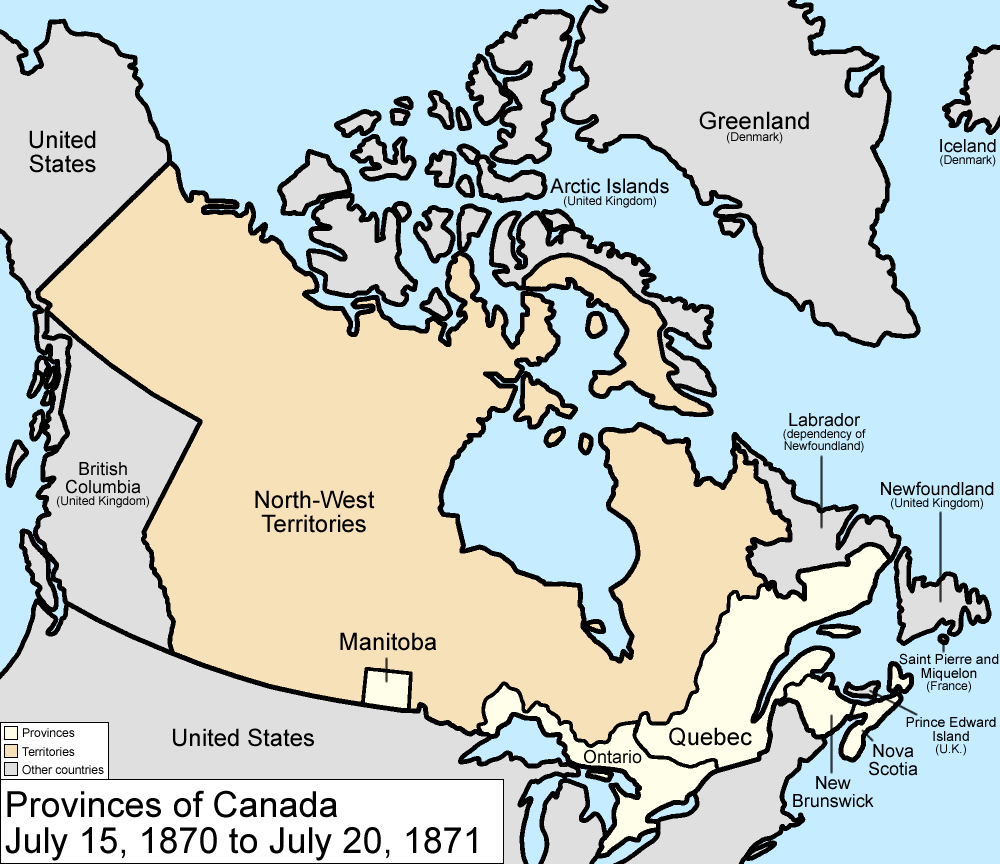 United
States
Greenland
(Denmark)
Iceland
(Denmark)
Arctic Islands
(United Kingdom)
Labrador
(dependency of
Newfoundland)
British
Columbia
(United Kingdom)
North-West
Territories
Newfoundland
(United Kingdom)
Manitoba
Saint Pierre and
Miquelon
(France)
Prince Edward
Island
(U.K.)
United States
Quebec
Ontario
Nova
Scotia
New
Brunswick
Provinces
Territories
Other countries
Provinces of Canada
July 15, 1870 to July 20, 1871